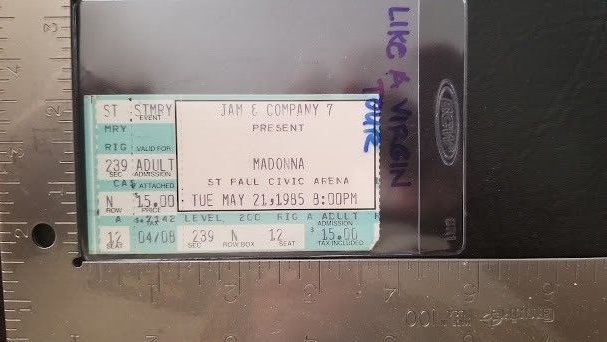 LIKE A VIRGIN
TOUR
ST STMRY
EVENT
MRY
RIG VALID FOR
239 ADULT
SEC ADMISSION
CAS ATTACHED
N 15.00
ROW PRICE
12 04/08
SEAT
JAM & COMPANY 7
PRESENT
MADONNA
ST PAUL CIVIC ARENA
TUE MAY 21,1985 8:00PM
LEVEL 200 RIG A ADULT
ADMISSION
239 N 12 15.00
SEC ROW/BOX SEAT TAX INCLUDED